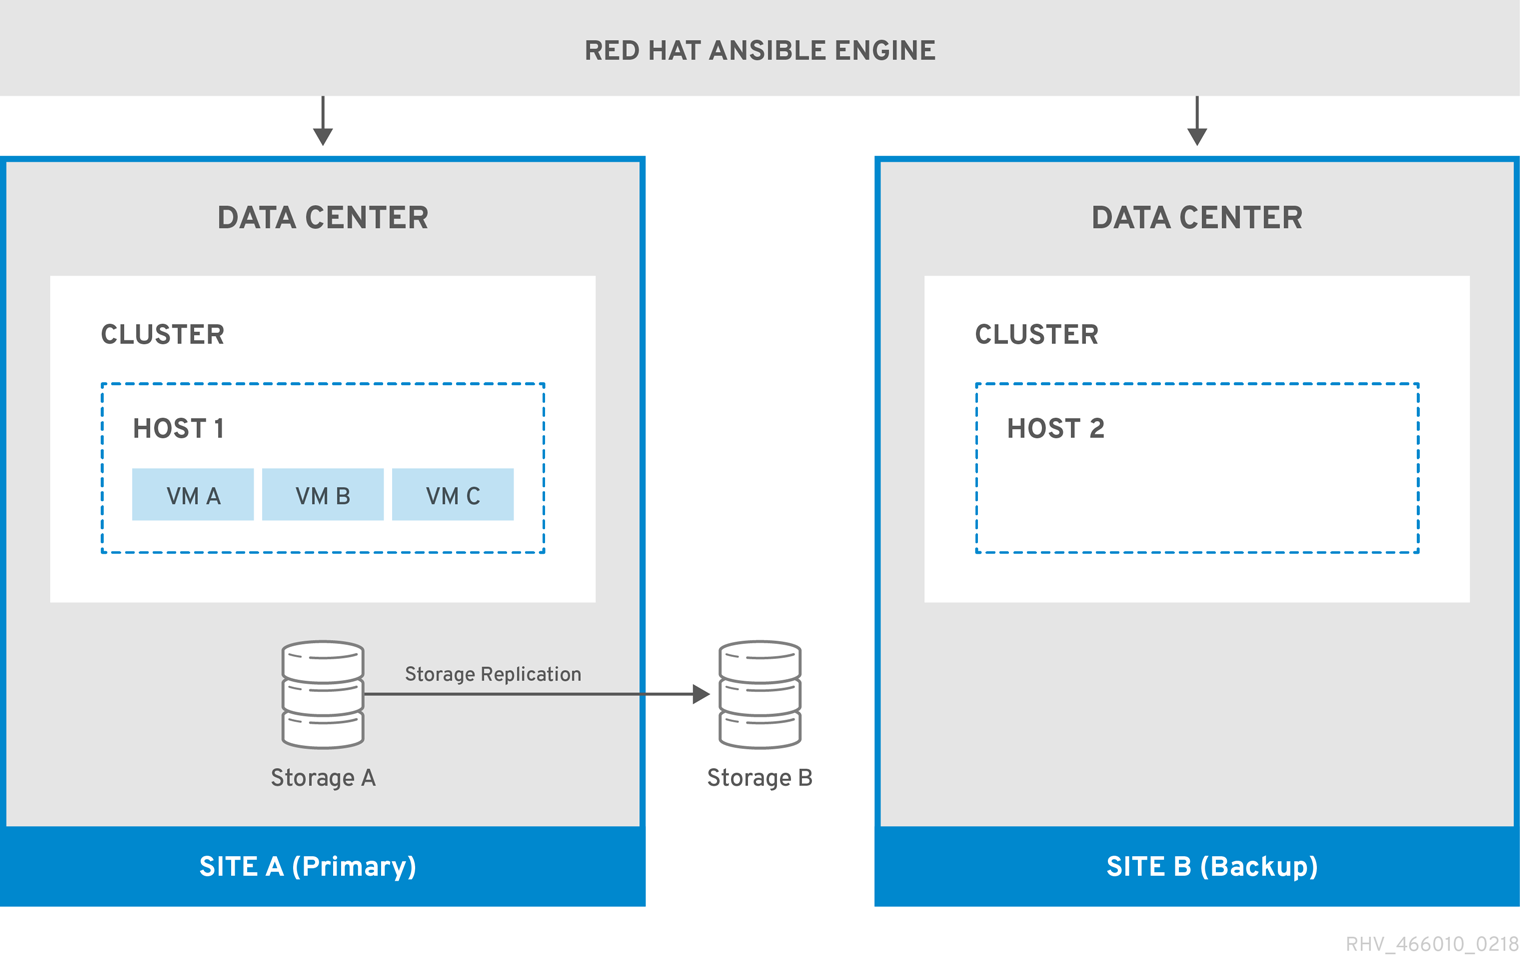 RED HAT ANSIBLE ENGINE
DATA CENTER
CLUSTER
HOST 1
VM A
VM B
VM C
Storage Replication
Storage A
SITE A (Primary)
Storage B
DATA CENTER
CLUSTER
HOST 2
SITE B (Backup)
RHV_466010_0218